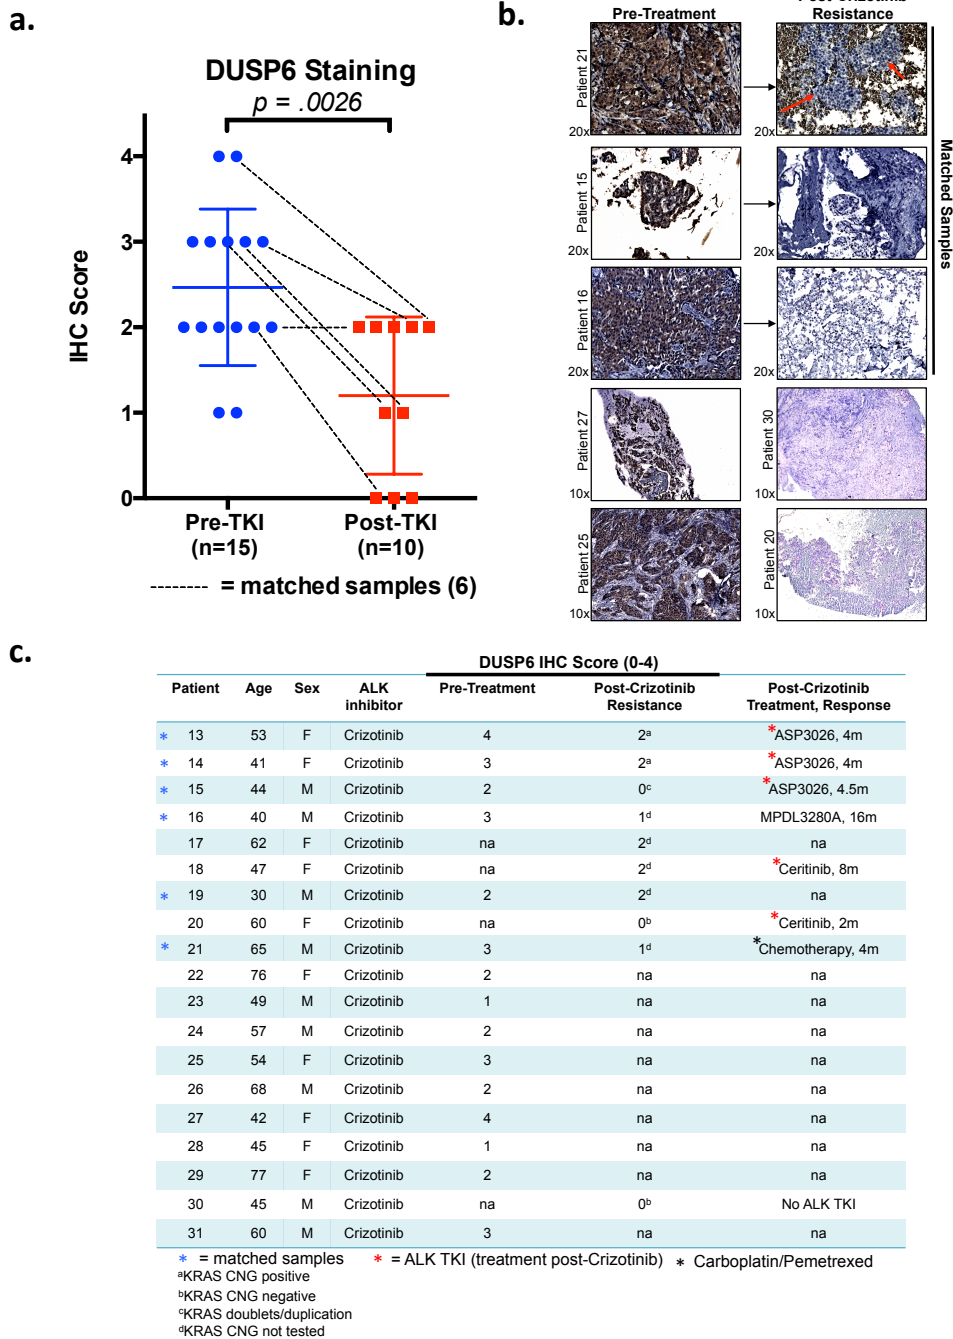 a.
DUSP6 Staining
p = .0026
IHC Score
4
3
2
1
0
Pre-TKI
(n=15)
Post-TKI
(n=10)
-------- = matched samples (6)
b.
Pre-Treatment
Post-Crizotinib
Resistance
Patient 21
20x
20x
Patient 15
20x
20x
Patient 16
20x
20x
Matched Samples
Patient 27
10x
Patient 30
10x
Patient 25
10x
Patient 20
10x
c.
DUSP6 IHC Score (0-4)
Patient Age Sex ALK inhibitor Pre-Treatment Post-Crizotinib Resistance Post-Crizotinib Treatment, Response
* 13 53 F Crizotinib 4 2ᵃ *ASP3026, 4m
* 14 41 F Crizotinib 3 2ᵃ *ASP3026, 4m
* 15 44 M Crizotinib 2 0ᶜ *ASP3026, 4.5m
* 16 40 M Crizotinib 3 1ᵈ MPDL3280A, 16m
17 62 F Crizotinib na 2ᵈ na
18 47 F Crizotinib na 2ᵈ *Ceritinib, 8m
* 19 30 M Crizotinib 2 2ᵈ na
20 60 F Crizotinib na 0ᵇ *Ceritinib, 2m
* 21 65 M Crizotinib 3 1ᵈ *Chemotherapy, 4m
22 76 F Crizotinib 2 na na
23 49 M Crizotinib 1 na na
24 57 M Crizotinib 2 na na
25 54 F Crizotinib 3 na na
26 68 M Crizotinib 2 na na
27 42 F Crizotinib 4 na na
28 45 F Crizotinib 1 na na
29 77 F Crizotinib 2 na na
30 45 M Crizotinib na 0ᵇ No ALK TKI
31 60 M Crizotinib 3 na na
* = matched samples * = ALK TKI (treatment post-Crizotinib) * Carboplatin/Pemetrexed
ᵃKRAS CNG positive
ᵇKRAS CNG negative
ᶜKRAS doublets/duplication
ᵈKRAS CNG not tested